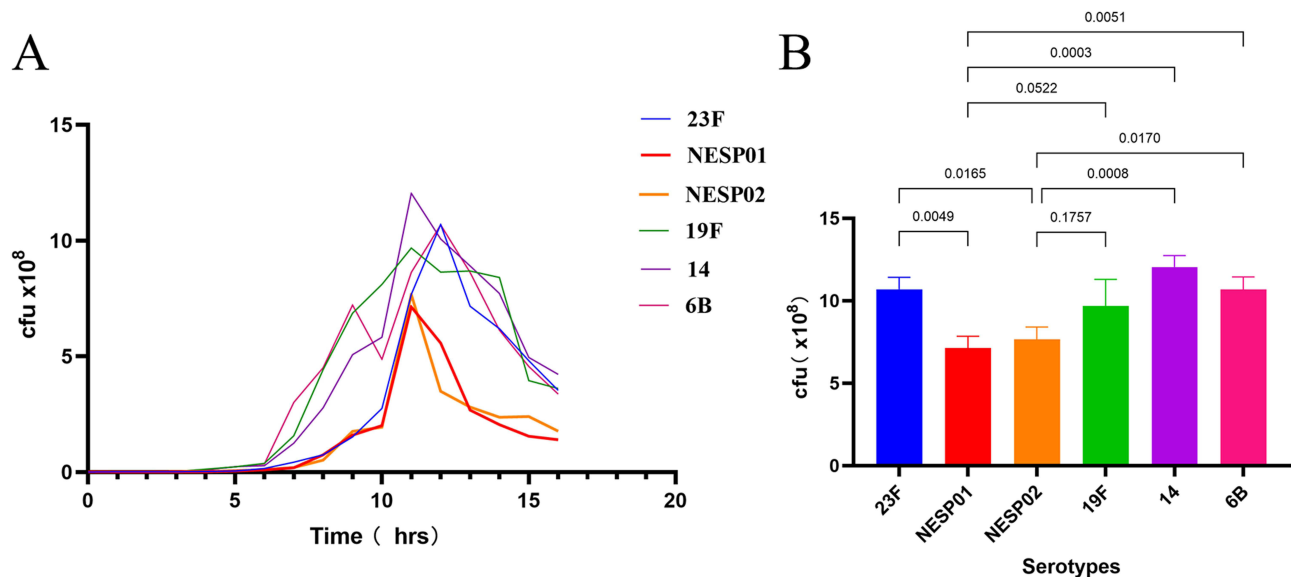 A
15
10
5
0
cfu x10⁸
0 5 10 15 20
Time ( hrs)
23F
NESP01
NESP02
19F
14
6B
B
0.0051
0.0003
0.0522
0.0170
0.0165 0.0008
0.0049 0.1757
15
10
5
0
cfu( x10⁸)
23F NESP01 NESP02 19F 14 6B
Serotypes